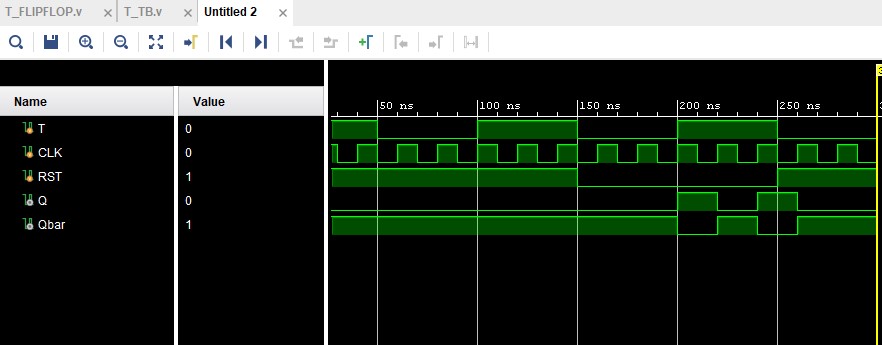 T_FLIPFLOP.v × T_TB.v × Untitled 2 ×
Name Value
50 ns 100 ns 150 ns 200 ns 250 ns
T 0
CLK 0
RST 1
Q 0
Qbar 1